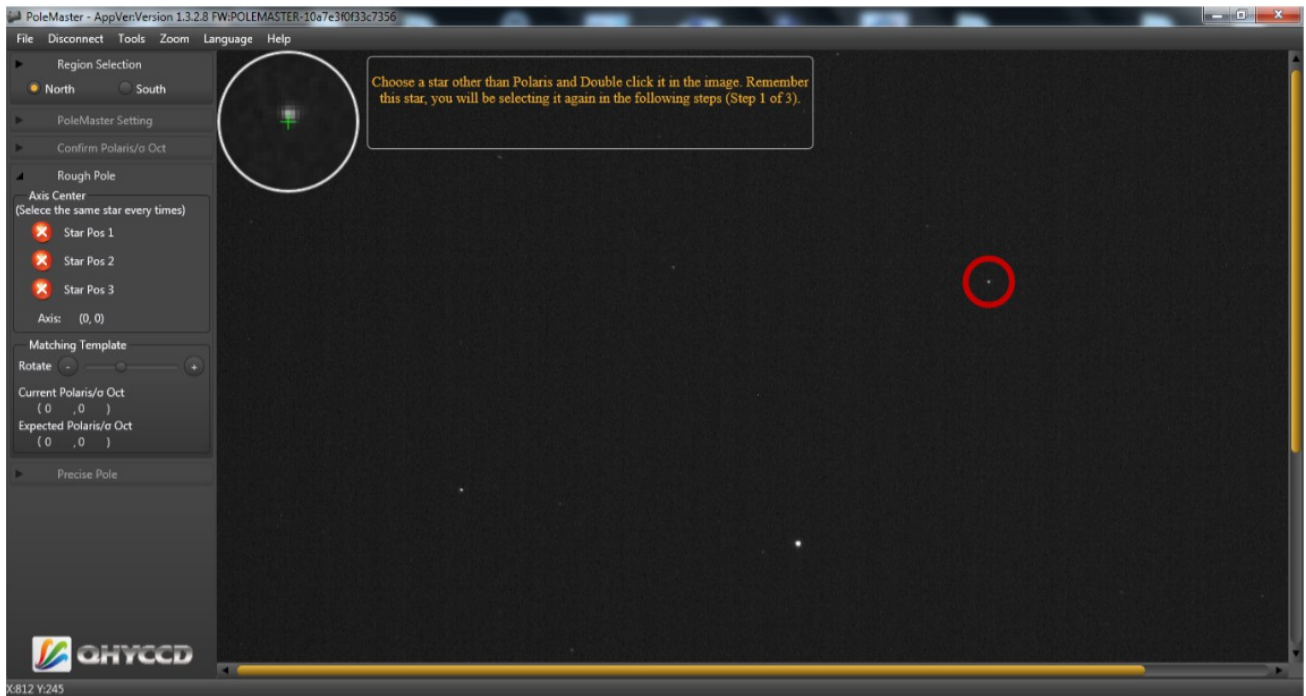 PoleMaster - AppVer:Version 1.3.2.8 FW:POLEMASTER-10a7e3f0f33c7356
File Disconnect Tools Zoom Language Help
Region Selection
North South
PoleMaster Setting
Confirm Polaris/σ Oct
Rough Pole
Axis Center
(Selece the same star every times)
Star Pos 1
Star Pos 2
Star Pos 3
Axis: (0, 0)
Matching Template
Rotate - +
Current Polaris/σ Oct
( 0 ,0 )
Expected Polaris/σ Oct
( 0 ,0 )
Precise Pole
QHYCCD
X:812 Y:245
Choose a star other than Polaris and Double click it in the image. Remember
this star, you will be selecting it again in the following steps (Step 1 of 3).